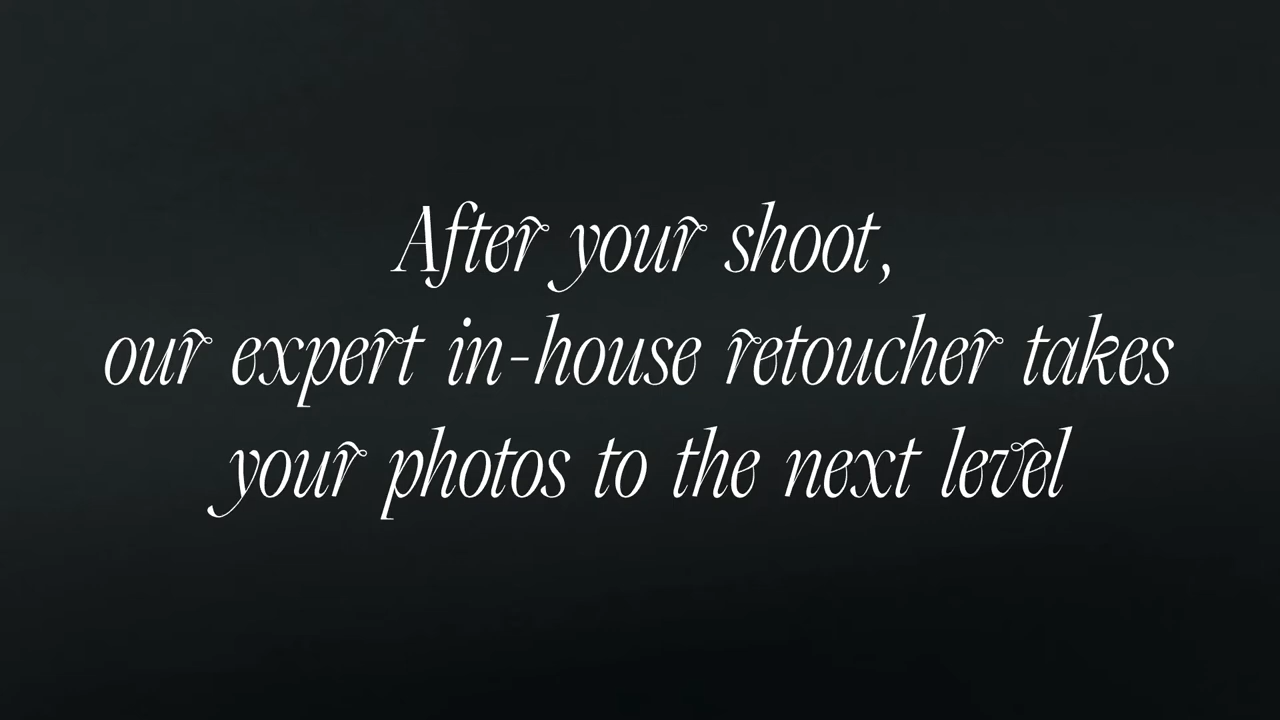 After your shoot,
our expert in-house retoucher takes
your photos to the next level